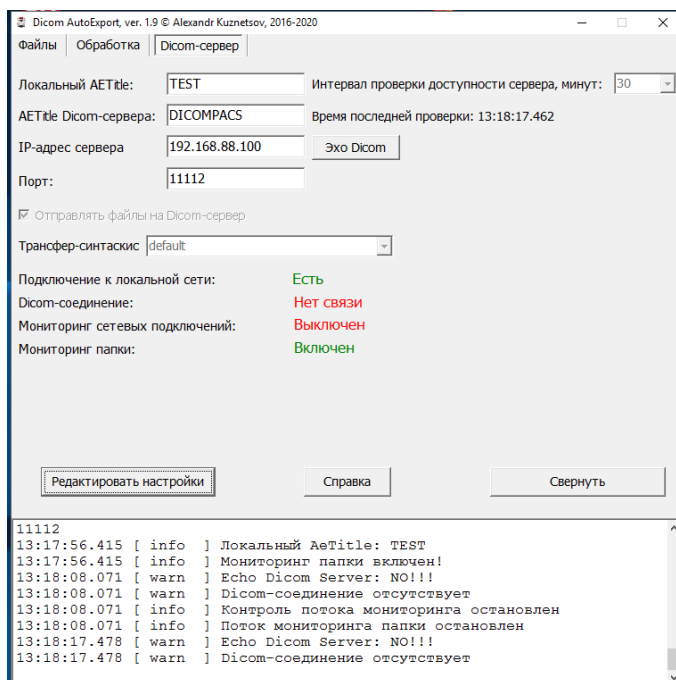 Dicom AutoExport, ver. 1.9 © Alexandr Kuznetsov, 2016-2020
Файлы Обработка Dicom-сервер
Локальный AETitle: TEST Интервал проверки доступности сервера, минут: 30
AETitle Dicom-сервера: DICOMPACS Время последней проверки: 13:18:17.462
IP-адрес сервера 192.168.88.100 Эхо Dicom
Порт: 11112
Отправлять файлы на Dicom-сервер
Трансфер-синтаскис default
Подключение к локальной сети: Есть
Dicom-соединение: Нет связи
Мониторинг сетевых подключений: Выключен
Мониторинг папки: Включен
Редактировать настройки Справка Свернуть
11112
13:17:56.415 [ info ] Локальный AeTitle: TEST
13:17:56.415 [ info ] Мониторинг папки включен!
13:18:08.071 [ warn ] Echo Dicom Server: NO!!!
13:18:08.071 [ warn ] Dicom-соединение отсутствует
13:18:08.071 [ info ] Контроль потока мониторинга остановлен
13:18:08.071 [ info ] Поток мониторинга папки остановлен
13:18:17.478 [ warn ] Echo Dicom Server: NO!!!
13:18:17.478 [ warn ] Dicom-соединение отсутствует